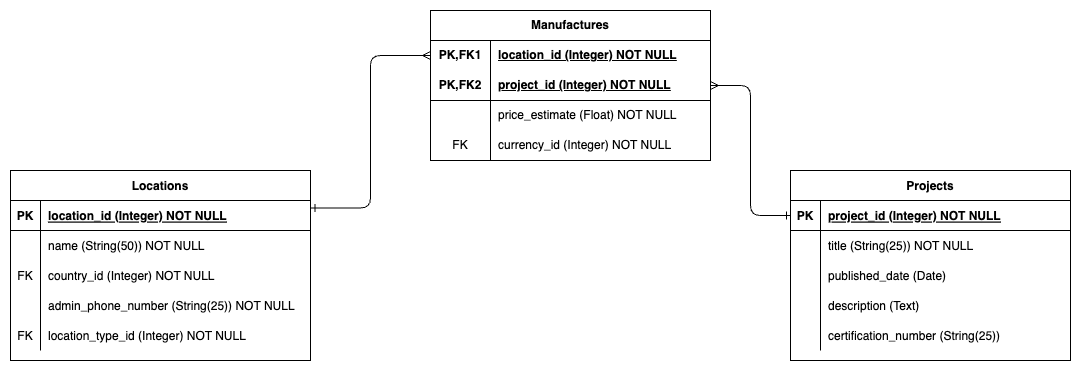 Manufactures
PK,FK1 location_id (Integer) NOT NULL
PK,FK2 project_id (Integer) NOT NULL
price_estimate (Float) NOT NULL
FK currency_id (Integer) NOT NULL
Locations
PK location_id (Integer) NOT NULL
name (String(50)) NOT NULL
FK country_id (Integer) NOT NULL
admin_phone_number (String(25)) NOT NULL
FK location_type_id (Integer) NOT NULL
Projects
PK project_id (Integer) NOT NULL
title (String(25)) NOT NULL
published_date (Date)
description (Text)
certification_number (String(25))